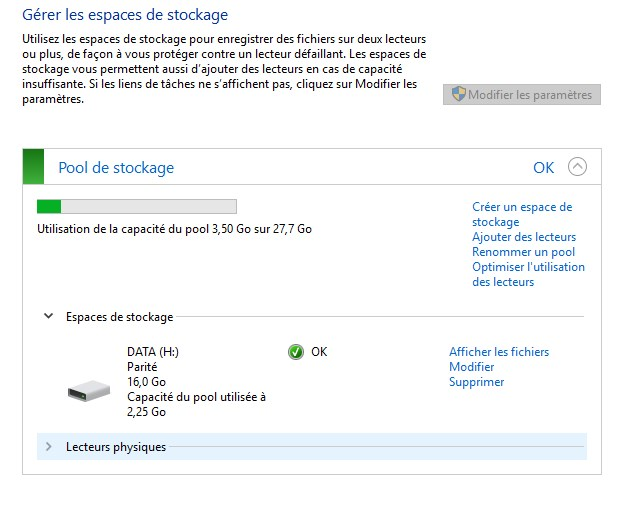 Gérer les espaces de stockage
Utilisez les espaces de stockage pour enregistrer des fichiers sur deux lecteurs
ou plus, de façon à vous protéger contre un lecteur défaillant. Les espaces de
stockage vous permettent aussi d'ajouter des lecteurs en cas de capacité
insuffisante. Si les liens de tâches ne s'affichent pas, cliquez sur Modifier les
paramètres.
Modifier les paramètres
Pool de stockage
OK
Utilisation de la capacité du pool 3,50 Go sur 27,7 Go
Créer un espace de
stockage
Ajouter des lecteurs
Renommer un pool
Optimiser l'utilisation
des lecteurs
Espaces de stockage
DATA (H:)
Parité
16,0 Go
Capacité du pool utilisée à
2,25 Go
OK
Afficher les fichiers
Modifier
Supprimer
Lecteurs physiques